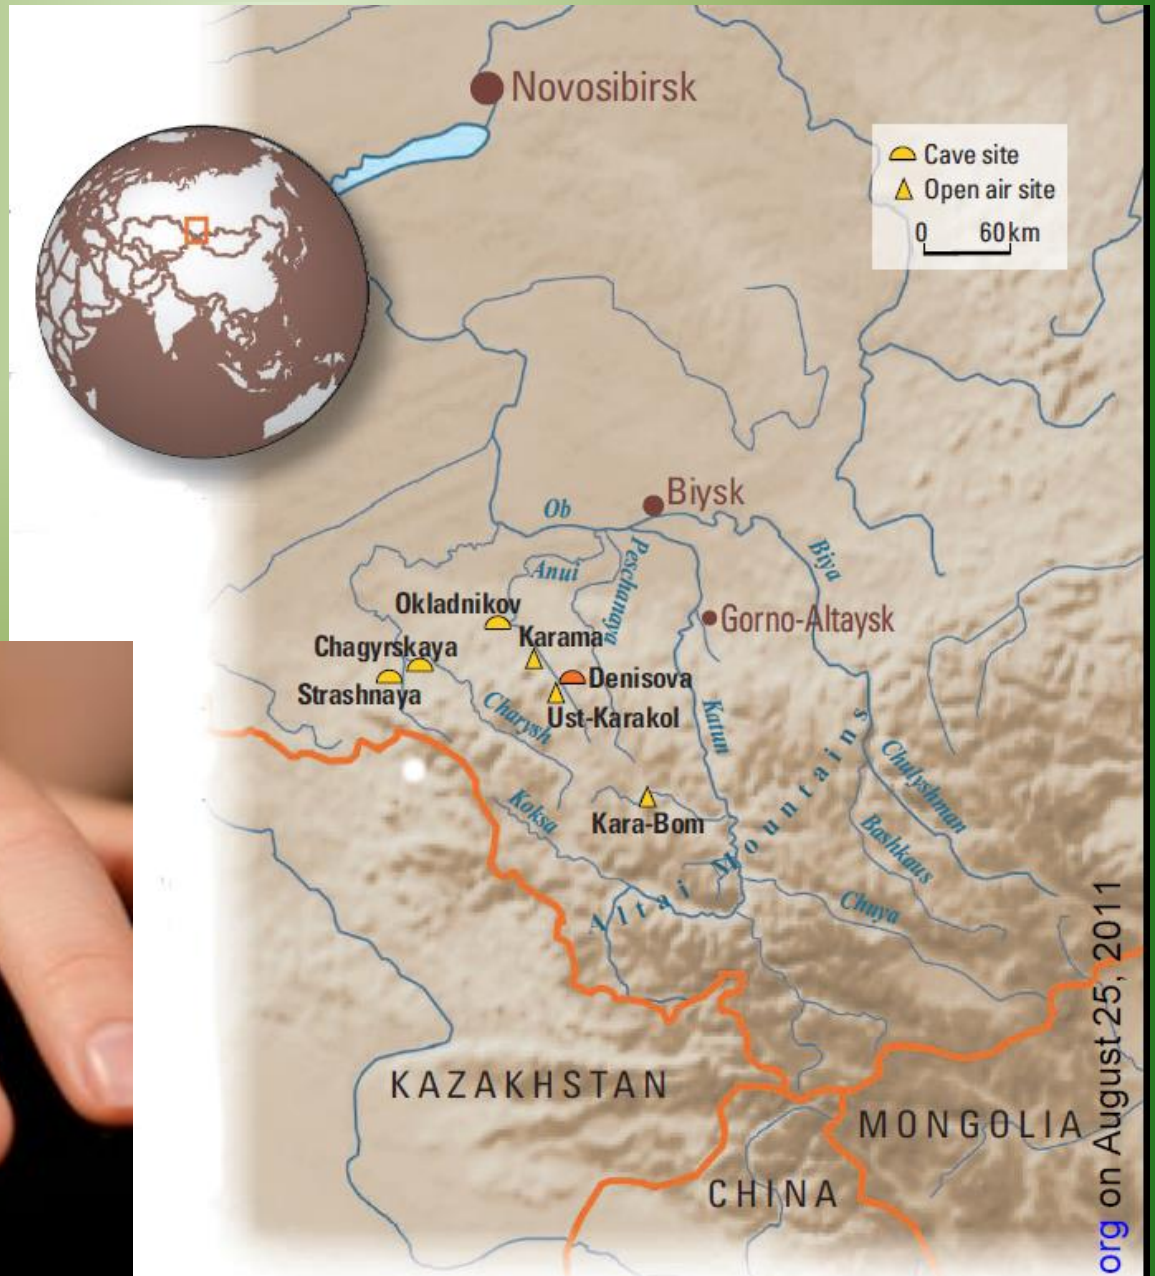 Novosibirsk
Cave site
Open air site
0 60 km
Biysk
Ob
Biya
Peschanaya
Anui
Okladnikov
Gorno-Altaysk
Karama
Chagyrskaya
Denisova
Strashnaya
Ust-Karakol
Charysh
Katun
Chulyshman
Koksa
Kara-Bom
Bashkaus
Altai Mountains
Chuya
KAZAKHSTAN
MONGOLIA
CHINA
org on August 25, 2011